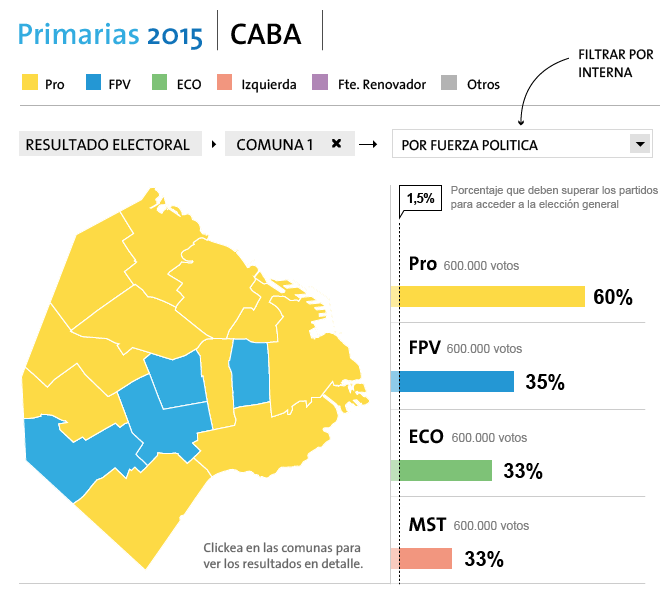 Primarias 2015 CABA
Pro FPV ECO Izquierda Fte. Renovador Otros
FILTRAR POR
INTERNA
RESULTADO ELECTORAL COMUNA 1 ✖ POR FUERZA POLITICA
1,5% Porcentaje que deben superar los partidos
para acceder a la elección general
Pro 600.000 votos
60%
FPV 600.000 votos
35%
ECO 600.000 votos
33%
MST 600.000 votos
33%
Clickea en las comunas para
ver los resultados en detalle.